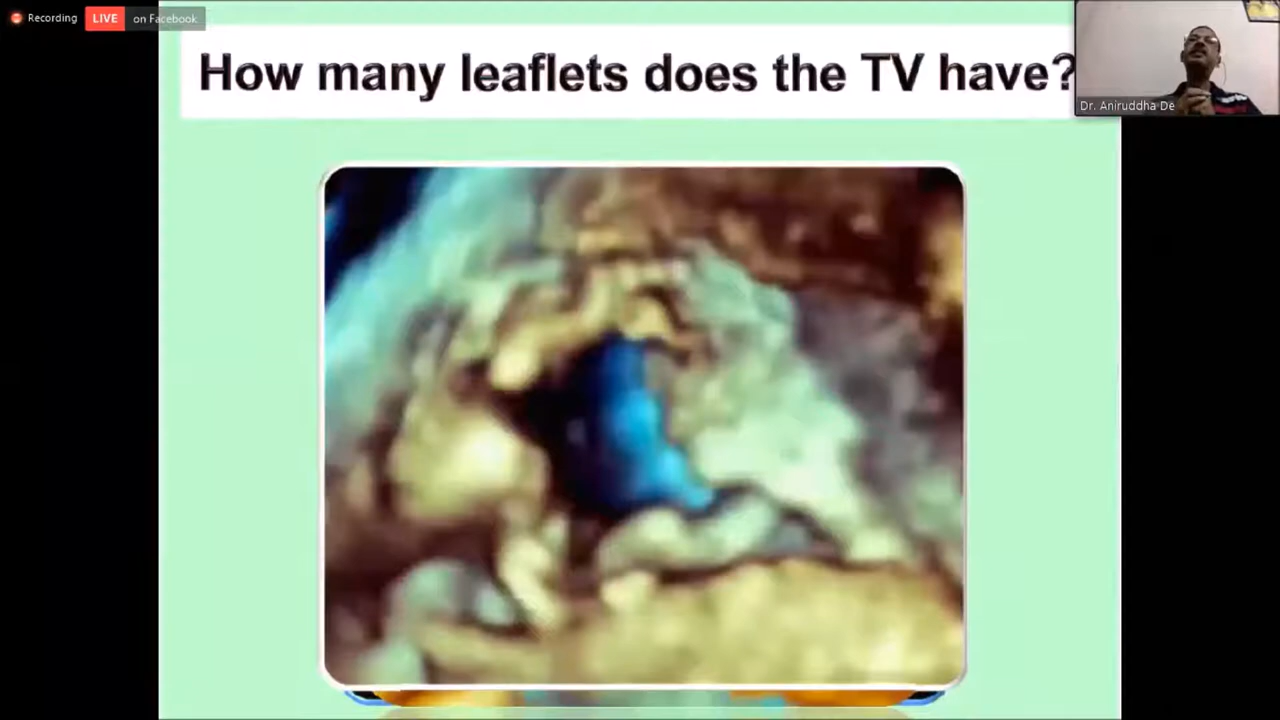 Recording LIVE on Facebook
How many leaflets does the TV have?
Dr. Aniruddha De